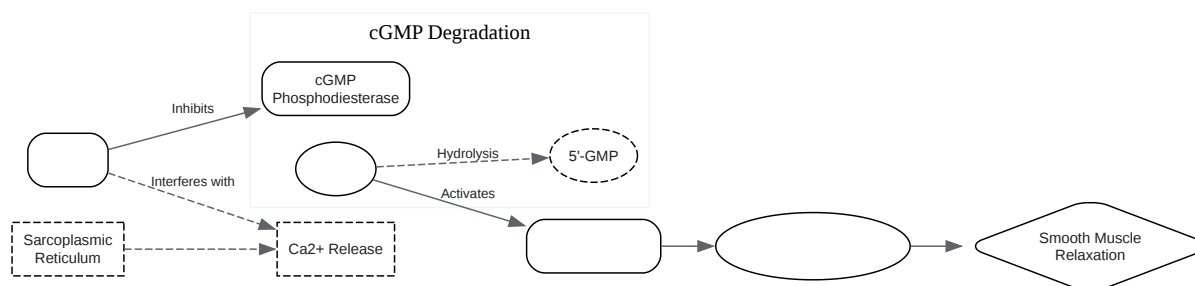 cGMP Degradation
cGMP
Phosphodiesterase
Inhibits
Hydrolysis
5'-GMP
Interferes with
Activates
Sarcoplasmic
Reticulum
Ca2+ Release
Smooth Muscle
Relaxation